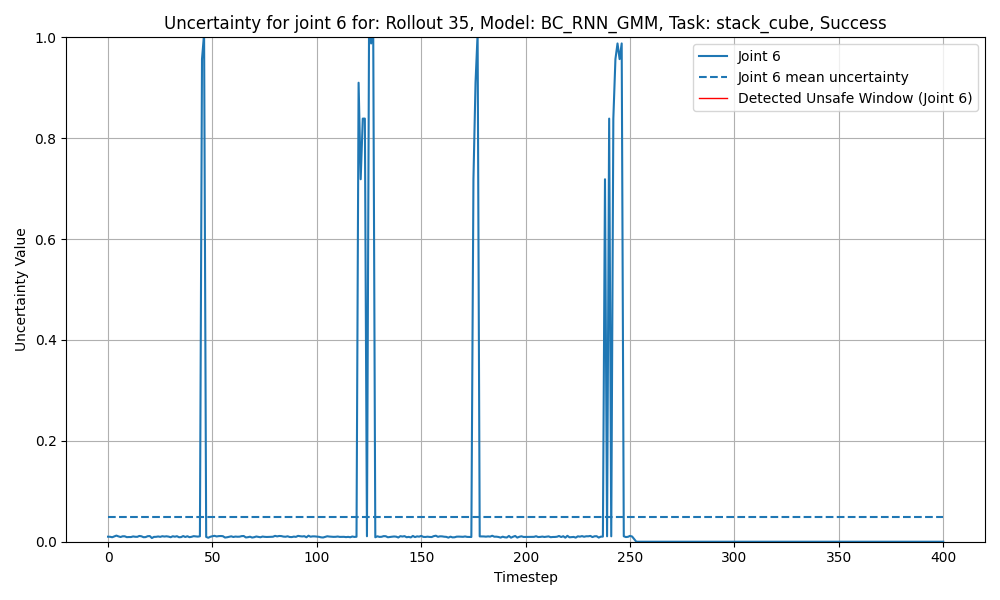 Uncertainty for joint 6 for: Rollout 35, Model: BC_RNN_GMM, Task: stack_cube, Success
Joint 6
Joint 6 mean uncertainty
Detected Unsafe Window (Joint 6)
Uncertainty Value
1.0
0.8
0.6
0.4
0.2
0.0
0 50 100 150 200 250 300 350 400
Timestep